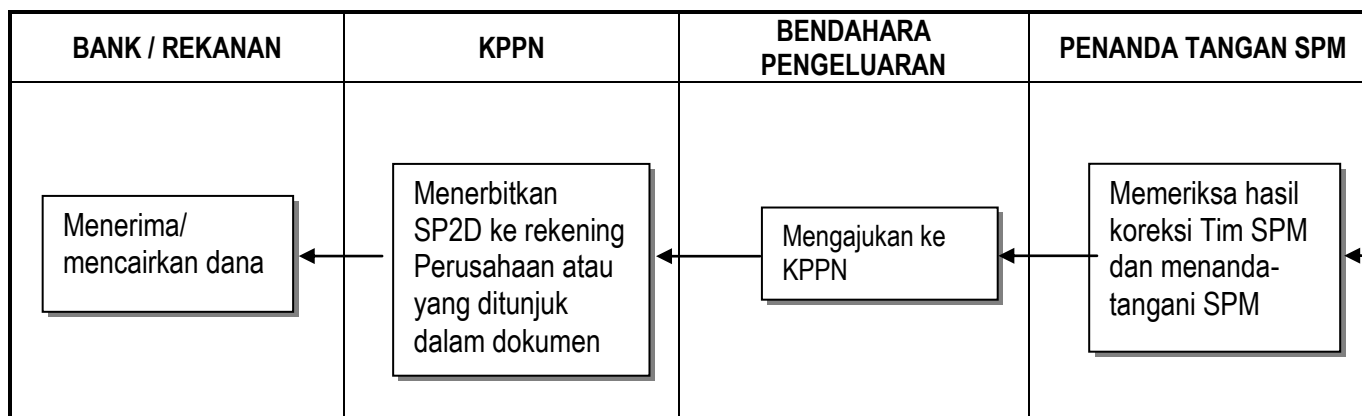 BANK / REKANAN
KPPN
BENDAHARA
PENGELUARAN
PENANDA TANGAN SPM
Menerima/
mencairkan dana
Menerbitkan
SP2D ke rekening
Perusahaan atau
yang ditunjuk
dalam dokumen
Mengajukan ke
KPPN
Memeriksa hasil
koreksi Tim SPM
dan menanda-
tangani SPM